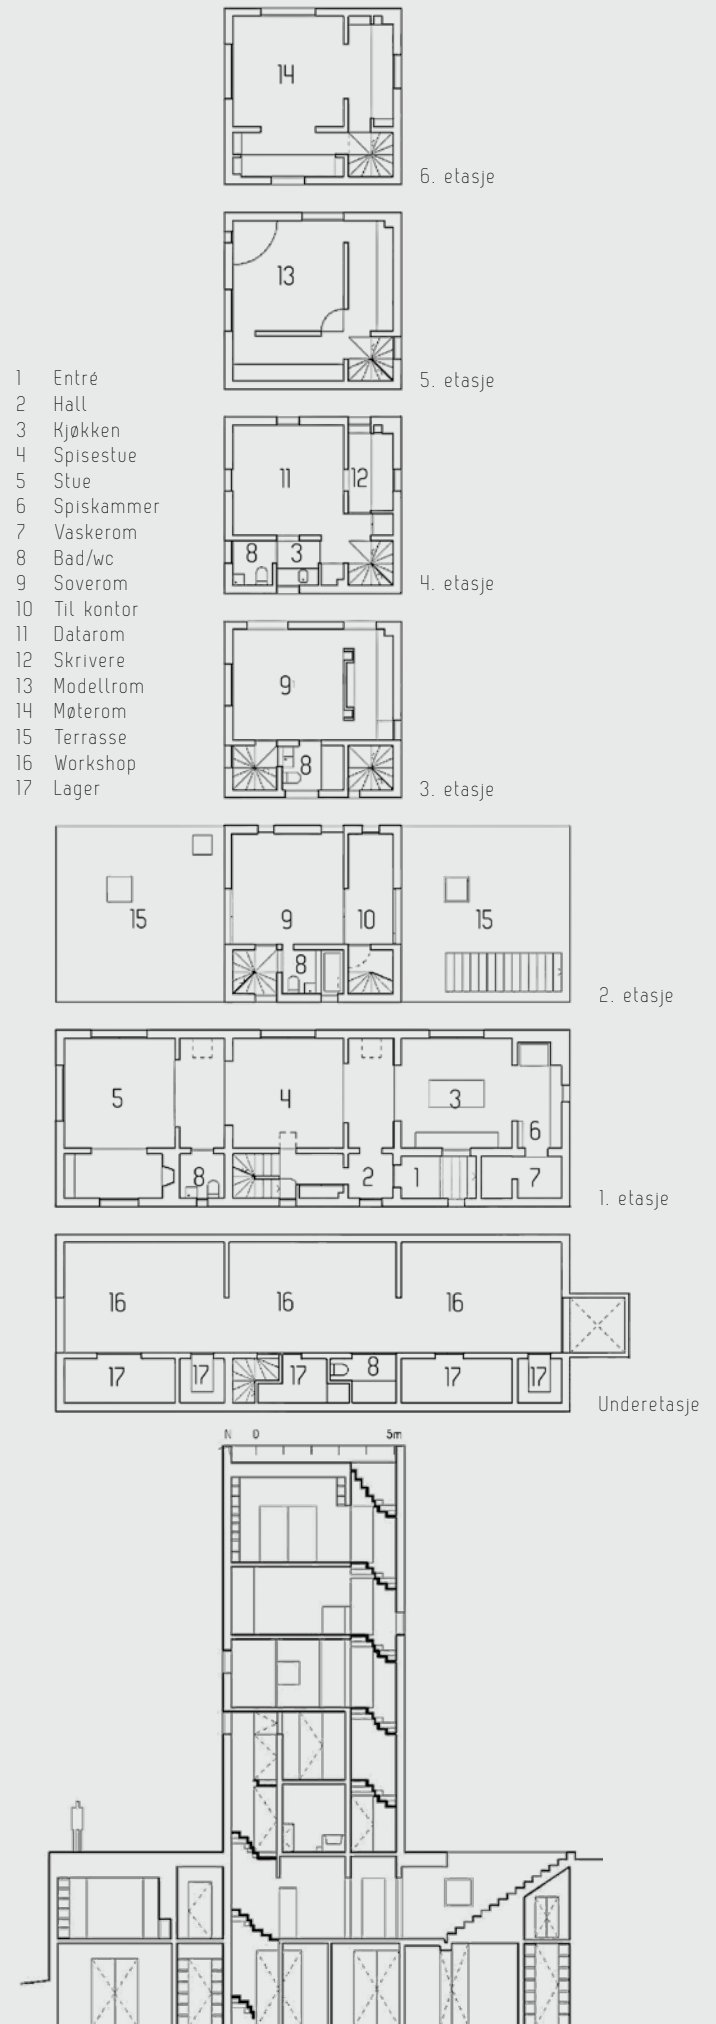 14
6. etasje
13
5. etasje
1 Entré
2 Hall
3 Kjøkken
4 Spisestue
5 Stue
6 Spiskammer
7 Vaskerom
8 Bad/wc
9 Soverom
10 Til kontor
11 Datarom
12 Skrivere
13 Modellrom
14 Møterom
15 Terrasse
16 Workshop
17 Lager
11 12
8 3
4. etasje
9
8
3. etasje
15 9 10 15
8
2. etasje
5 4 3
6
8 2 1 7
1. etasje
16 16 16
17 17 17 8 17 17
Underetasje
N 0 5m